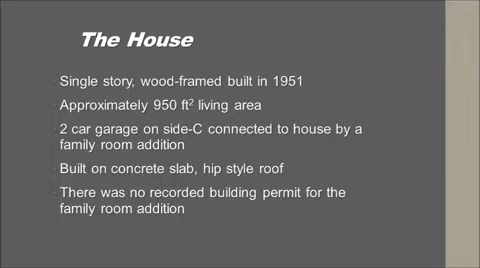 The House
Single story, wood-framed built in 1951
Approximately 950 ft² living area
2 car garage on side-C connected to house by a
family room addition
Built on concrete slab, hip style roof
There was no recorded building permit for the
family room addition